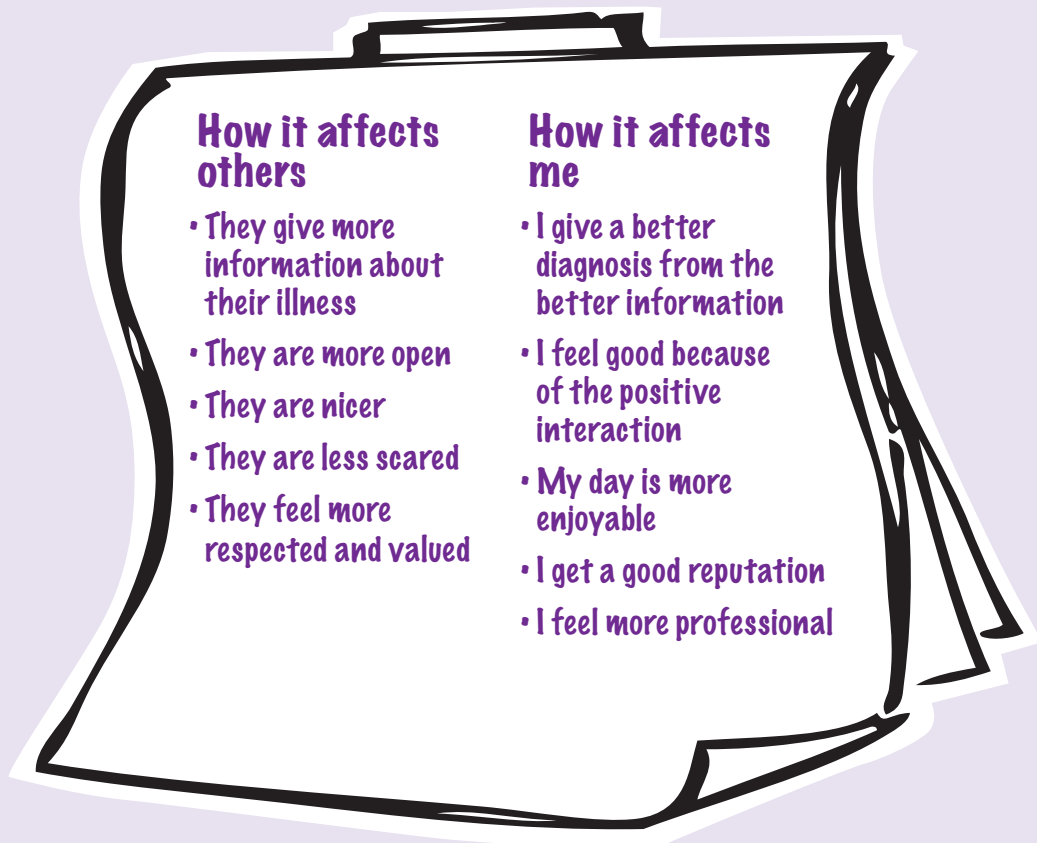 How it affects
others
· They give more
information about
their illness
· They are more open
· They are nicer
· They are less scared
· They feel more
respected and valued
How it affects
me
· I give a better
diagnosis from the
better information
· I feel good because
of the positive
interaction
· My day is more
enjoyable
· I get a good reputation
· I feel more professional